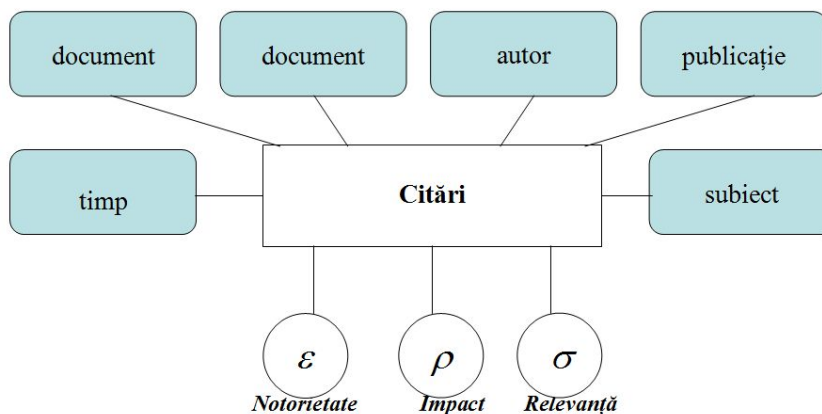 document
document
autor
publicație
timp
Citări
subiect
ε
ρ
σ
Notorietate
Impact
Relevanță